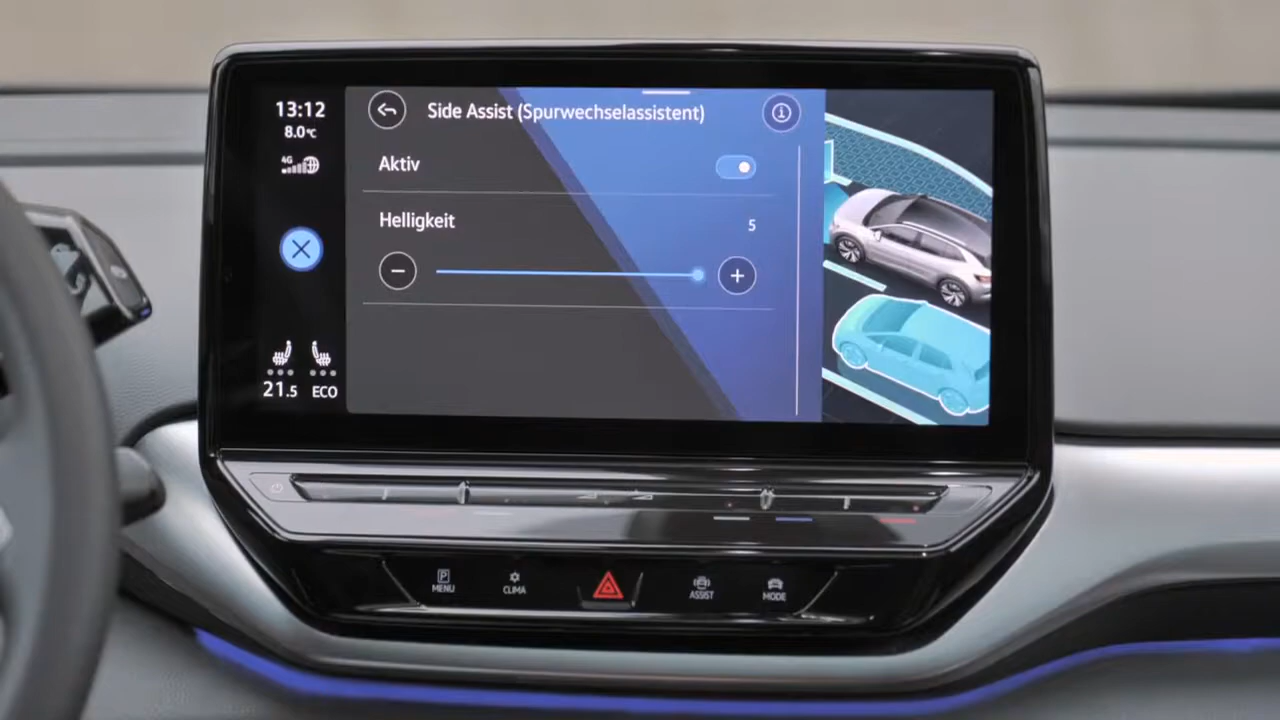 13:12
8.0°C
4G
21.5 ECO
Side Assist (Spurwechselassistent)
Aktiv
Helligkeit
5
MENU
CLIMA
ASSIST
MODE